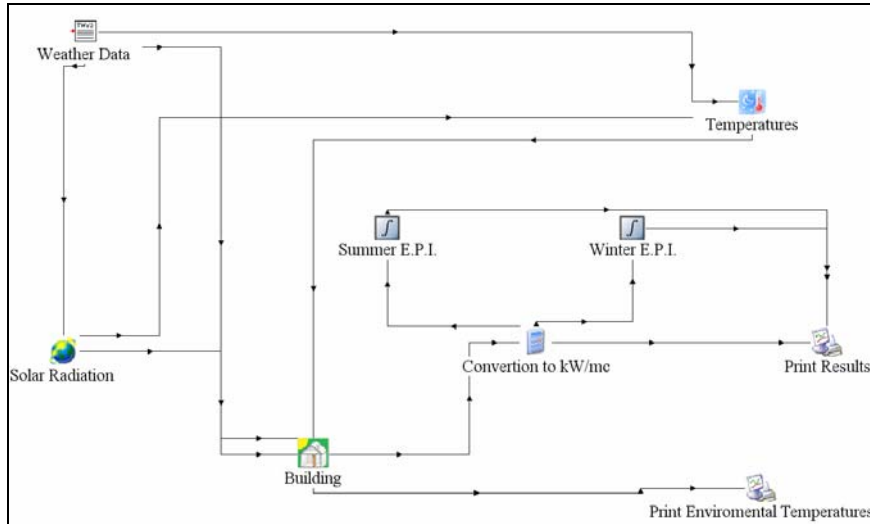 TMY2
Weather Data
Temperatures
Summer E.P.I.
Winter E.P.I.
Solar Radiation
Convertion to kW/mc
Print Results
Building
Print Enviromental Temperatures